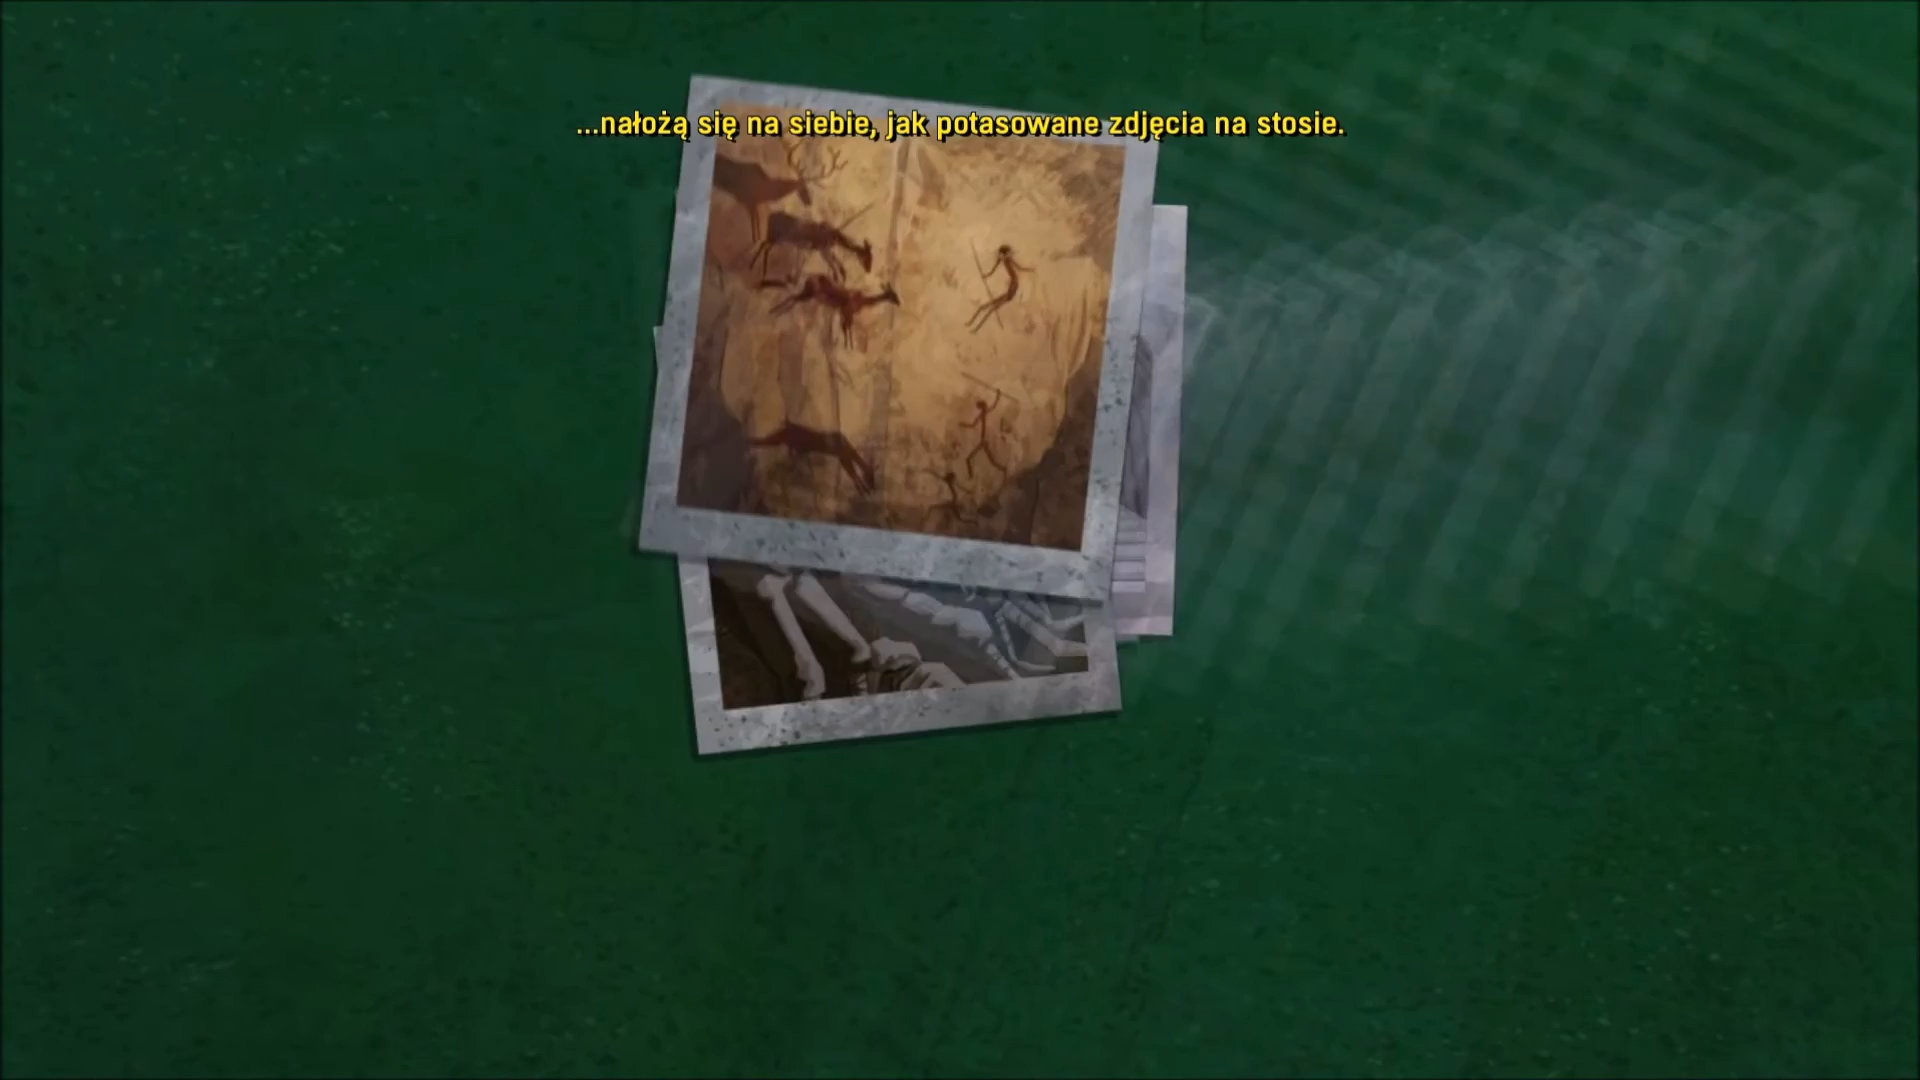 ...nałożą się na siebie, jak potasowane zdjęcia na stosie.